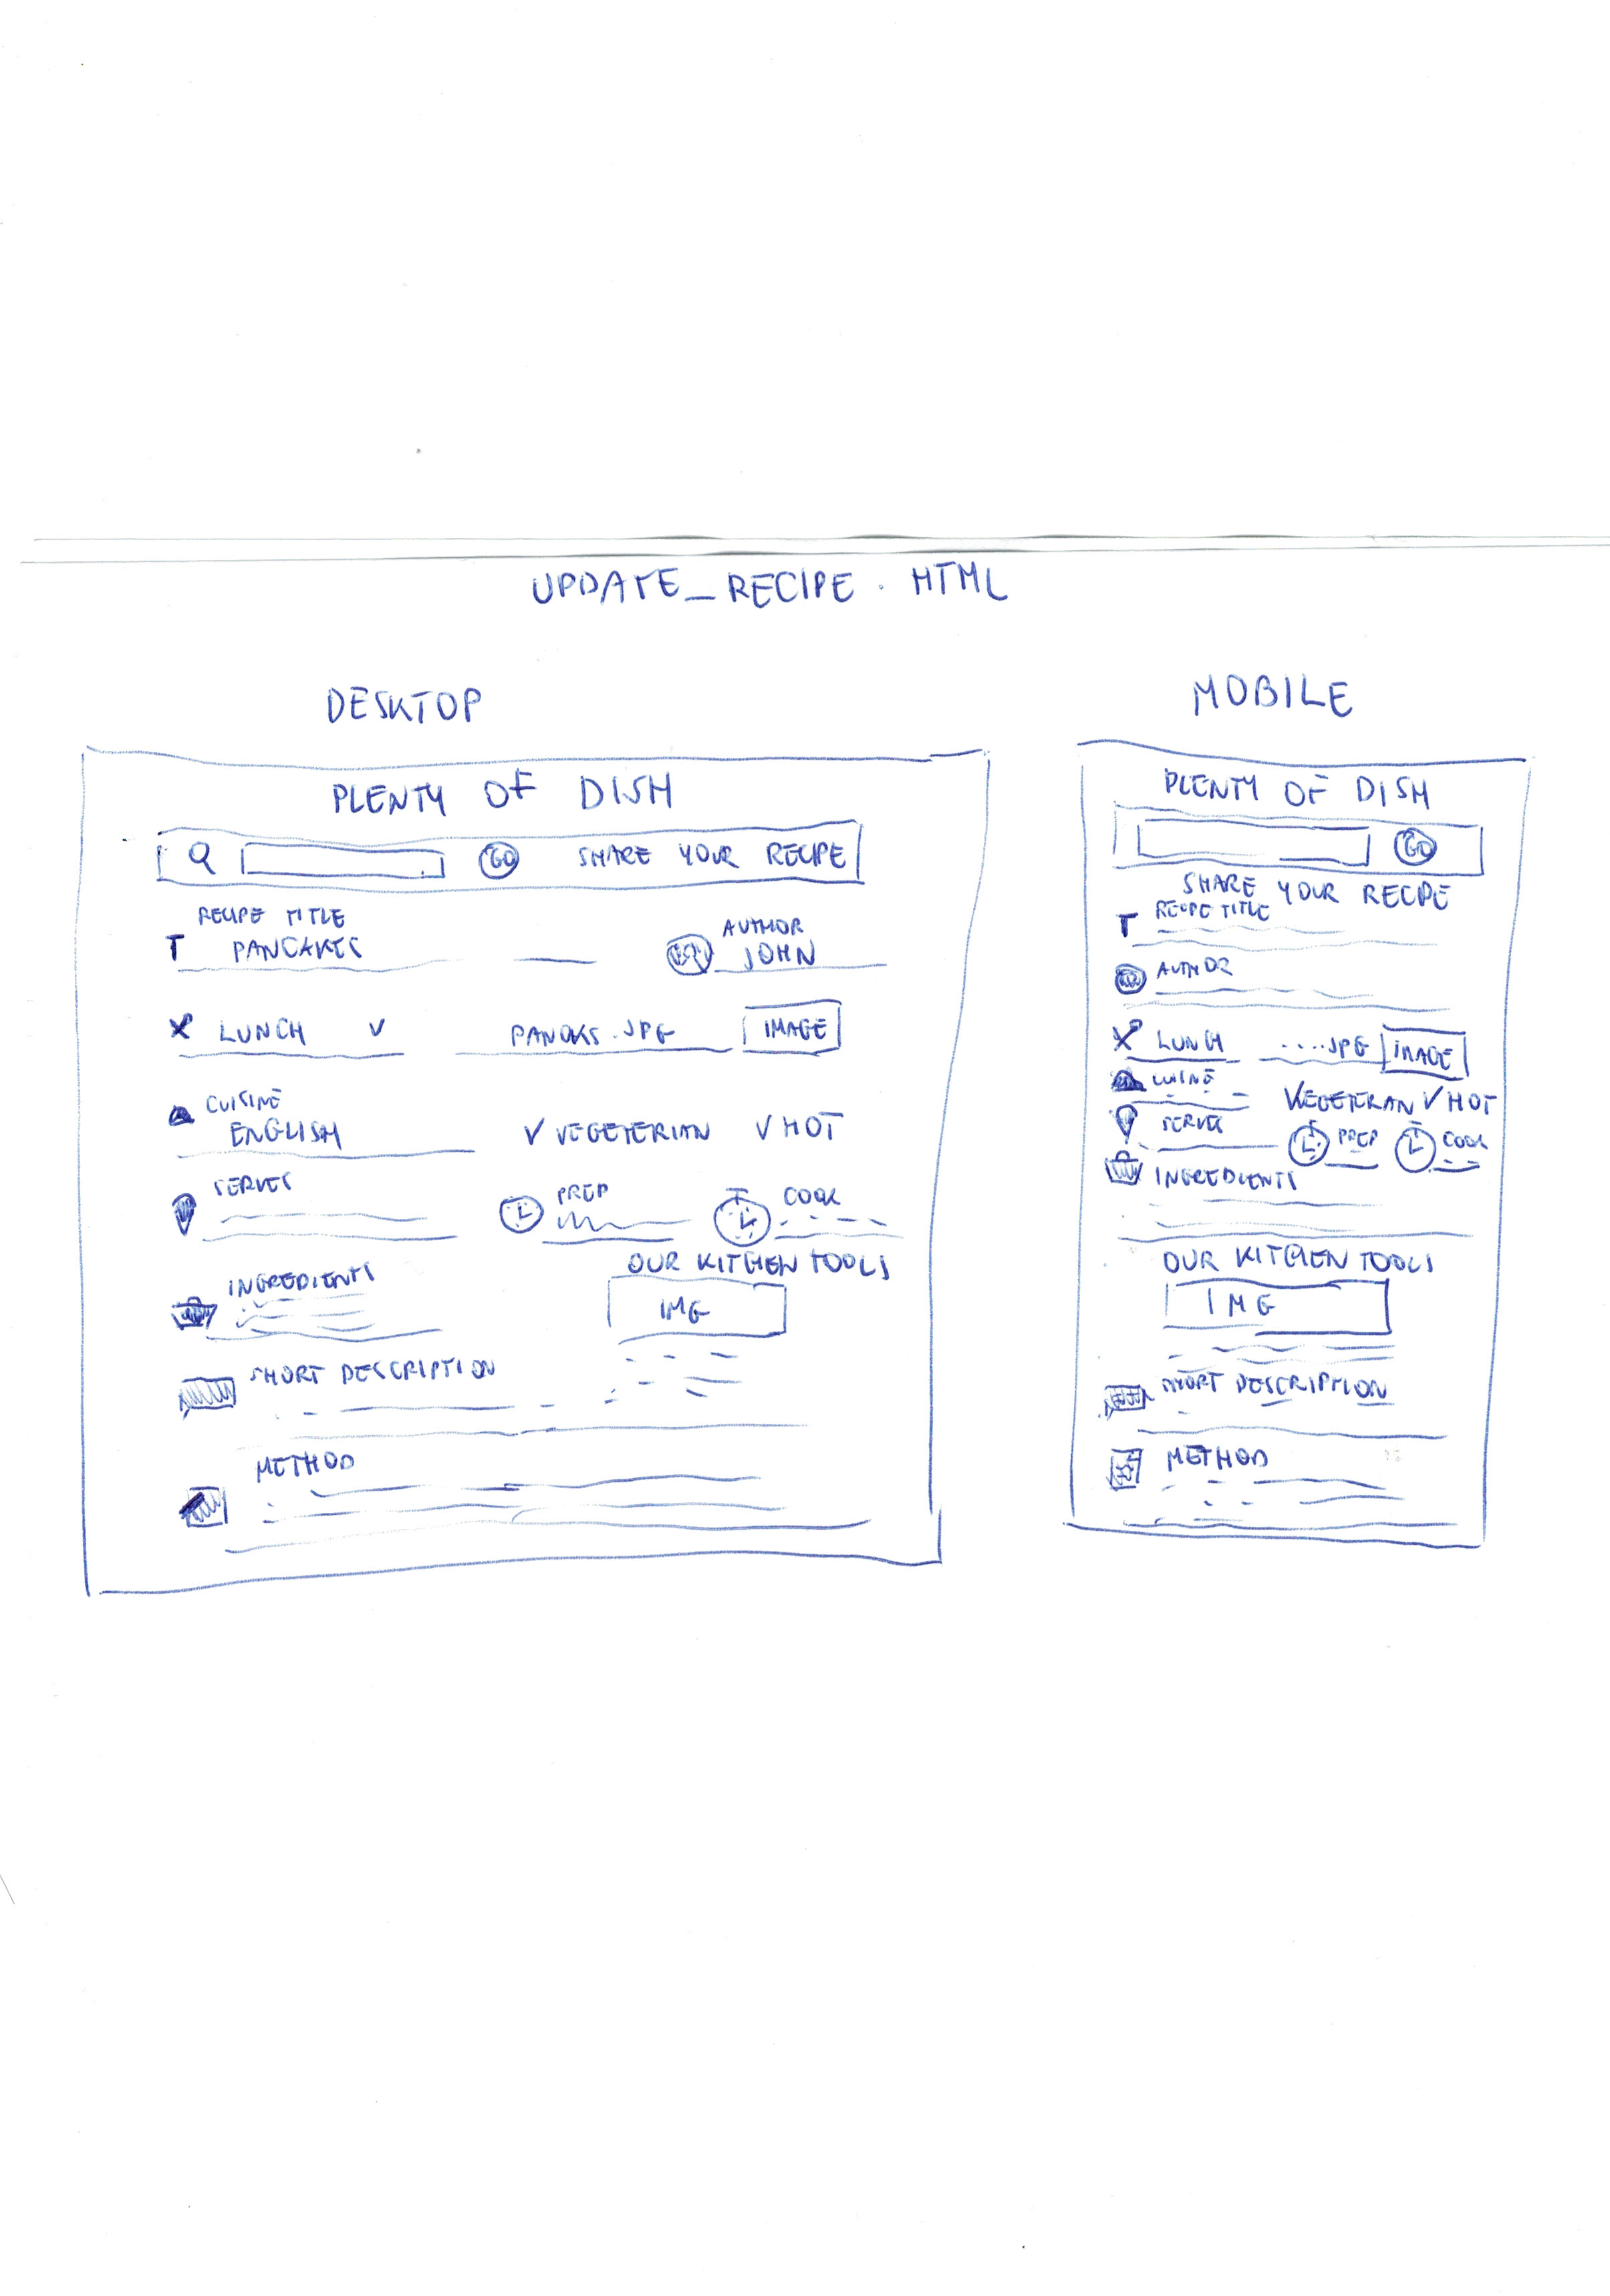 UPDATE_RECIPE.HTML
DESKTOP
PLENTY OF DISH
GO SHARE YOUR RECIPE
RECIPE TITLE
T PANCAKES
AUTHOR
JOHN
LUNCH V
PANCKS.JPG IMAGE
CUISINE
ENGLISH
V VEGETERIAN V HOT
SERVES
PREP
COOK
INGREDIENTS
OUR KITCHEN TOOLS
IMG
SHORT DESCRIPTION
METHOD
MOBILE
PLENTY OF DISH
GO
SHARE YOUR RECIPE
T RECIPE TITLE
AUTHOR
LUNCH ....JPG IMAGE
CUISINE
VEGETERAN V HOT
SERVES
PREP COOK
INGREDIENTS
OUR KITCHEN TOOLS
IMG
SHORT DESCRIPTION
METHOD